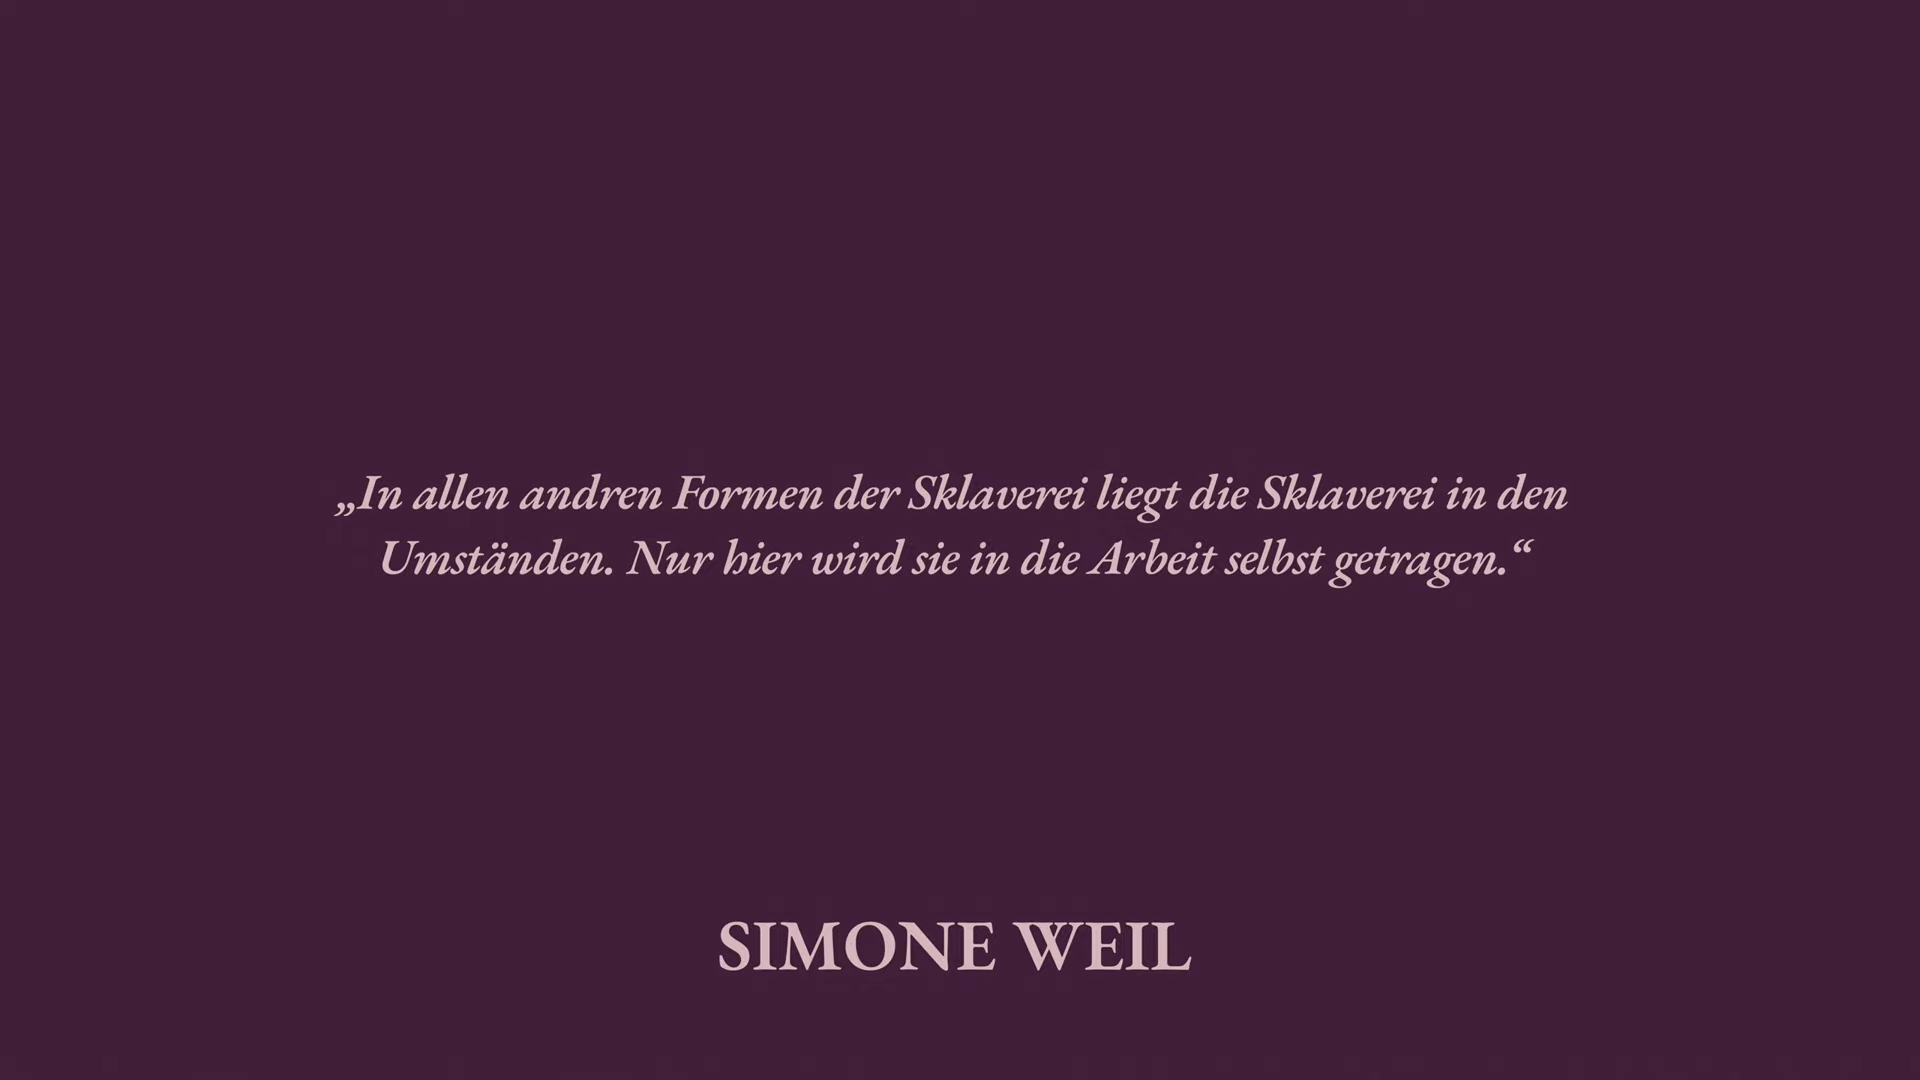 „In allen andren Formen der Sklaverei liegt die Sklaverei in den
Umständen. Nur hier wird sie in die Arbeit selbst getragen.“
SIMONE WEIL